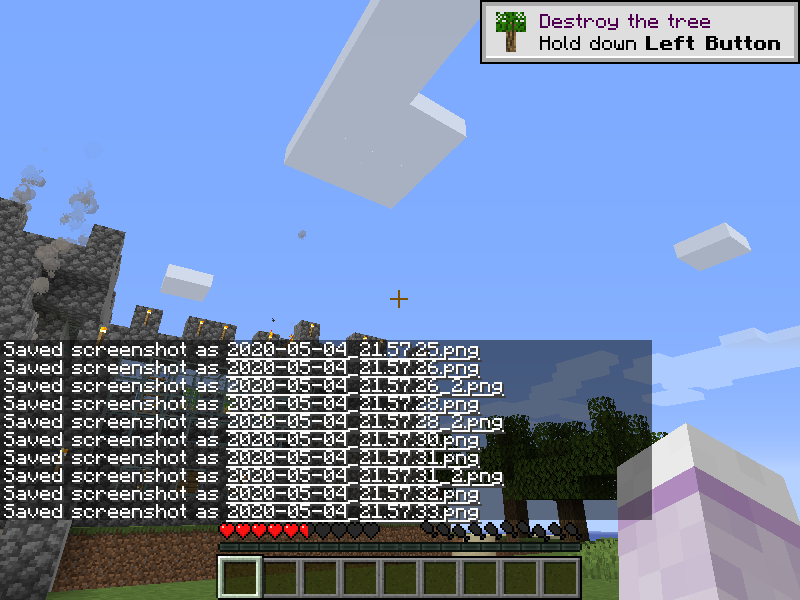 Destroy the tree
Hold down Left Button
Saved screenshot as 2020-05-04_21.57.25.png
Saved screenshot as 2020-05-04_21.57.26.png
Saved screenshot as 2020-05-04_21.57.26_2.png
Saved screenshot as 2020-05-04_21.57.28.png
Saved screenshot as 2020-05-04_21.57.28_2.png
Saved screenshot as 2020-05-04_21.57.30.png
Saved screenshot as 2020-05-04_21.57.31.png
Saved screenshot as 2020-05-04_21.57.31_2.png
Saved screenshot as 2020-05-04_21.57.32.png
Saved screenshot as 2020-05-04_21.57.33.png